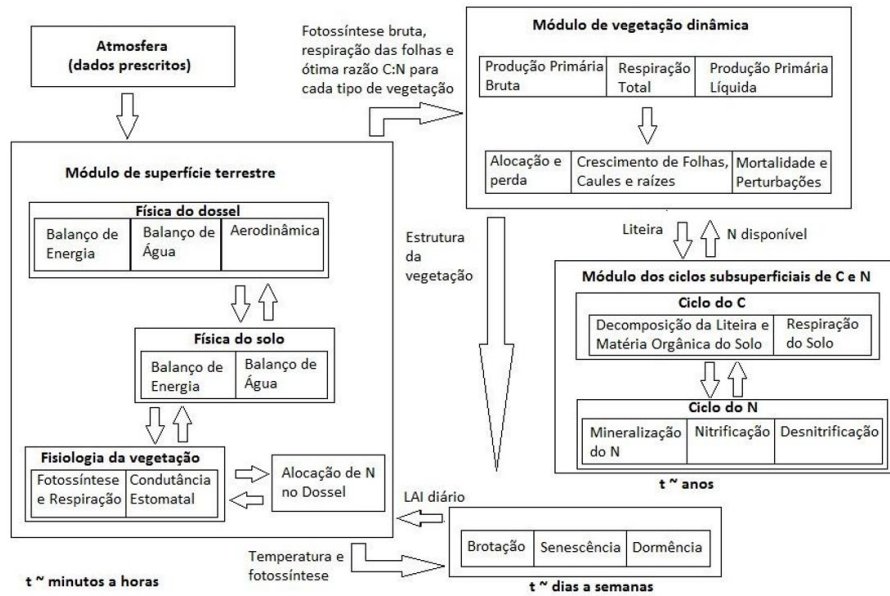 Atmosfera
(dados prescritos)
Fotossíntese bruta,
respiração das folhas e
ótima razão C:N para
cada tipo de vegetação
Módulo de vegetação dinâmica
Produção Primária
Bruta
Respiração
Total
Produção Primária
Líquida
Alocação e
perda
Crescimento de Folhas,
Caules e raízes
Mortalidade e
Perturbações
Módulo de superfície terrestre
Física do dossel
Balanço de
Energia
Balanço de
Água
Aerodinâmica
Física do solo
Balanço de
Energia
Balanço de
Água
Fisiologia da vegetação
Fotossíntese
e Respiração
Condutância
Estomatal
Alocação de N
no Dossel
t ~ minutos a horas
Estrutura
da
vegetação
Liteira
N disponível
Módulo dos ciclos subsuperficiais de C e N
Ciclo do C
Decomposição da Liteira e
Matéria Orgânica do Solo
Respiração
do Solo
Ciclo do N
Mineralização
do N
Nitrificação
Desnitrificação
t ~ anos
LAI diário
Temperatura e
fotossíntese
Brotação
Senescência
Dormência
t ~ dias a semanas